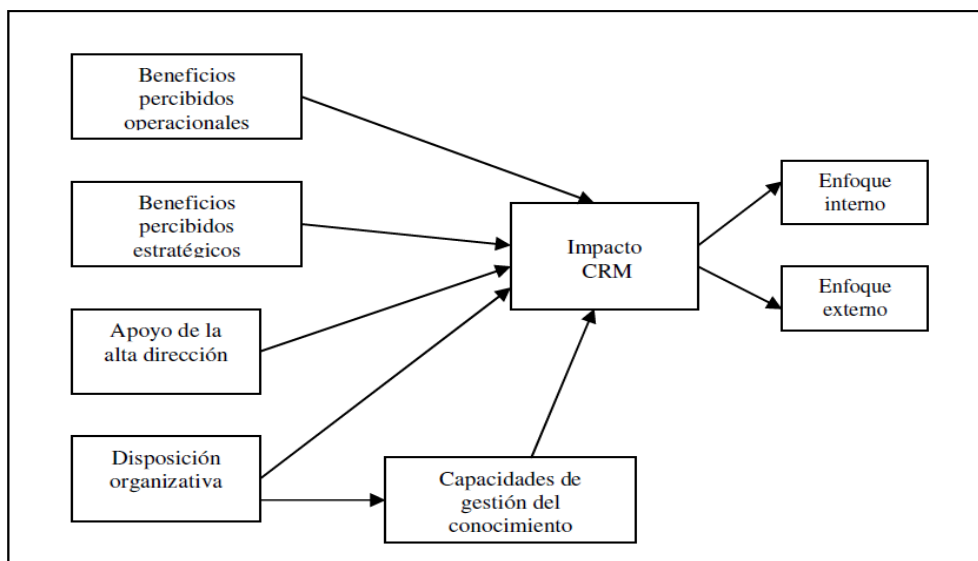 Beneficios
percibidos
operacionales
Beneficios
percibidos
estratégicos
Apoyo de la
alta dirección
Disposición
organizativa
Capacidades de
gestión del
conocimiento
Impacto
CRM
Enfoque
interno
Enfoque
externo